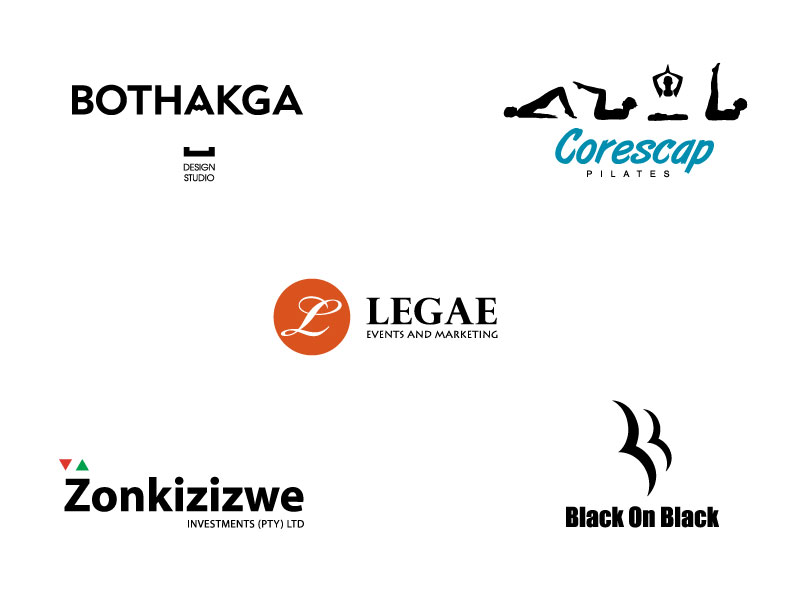 BOTHAKGA
DESIGN
STUDIO
Corescap
PILATES
L
LEGAE
EVENTS AND MARKETING
Zonkizizwe
INVESTMENTS (PTY) LTD
Black On Black